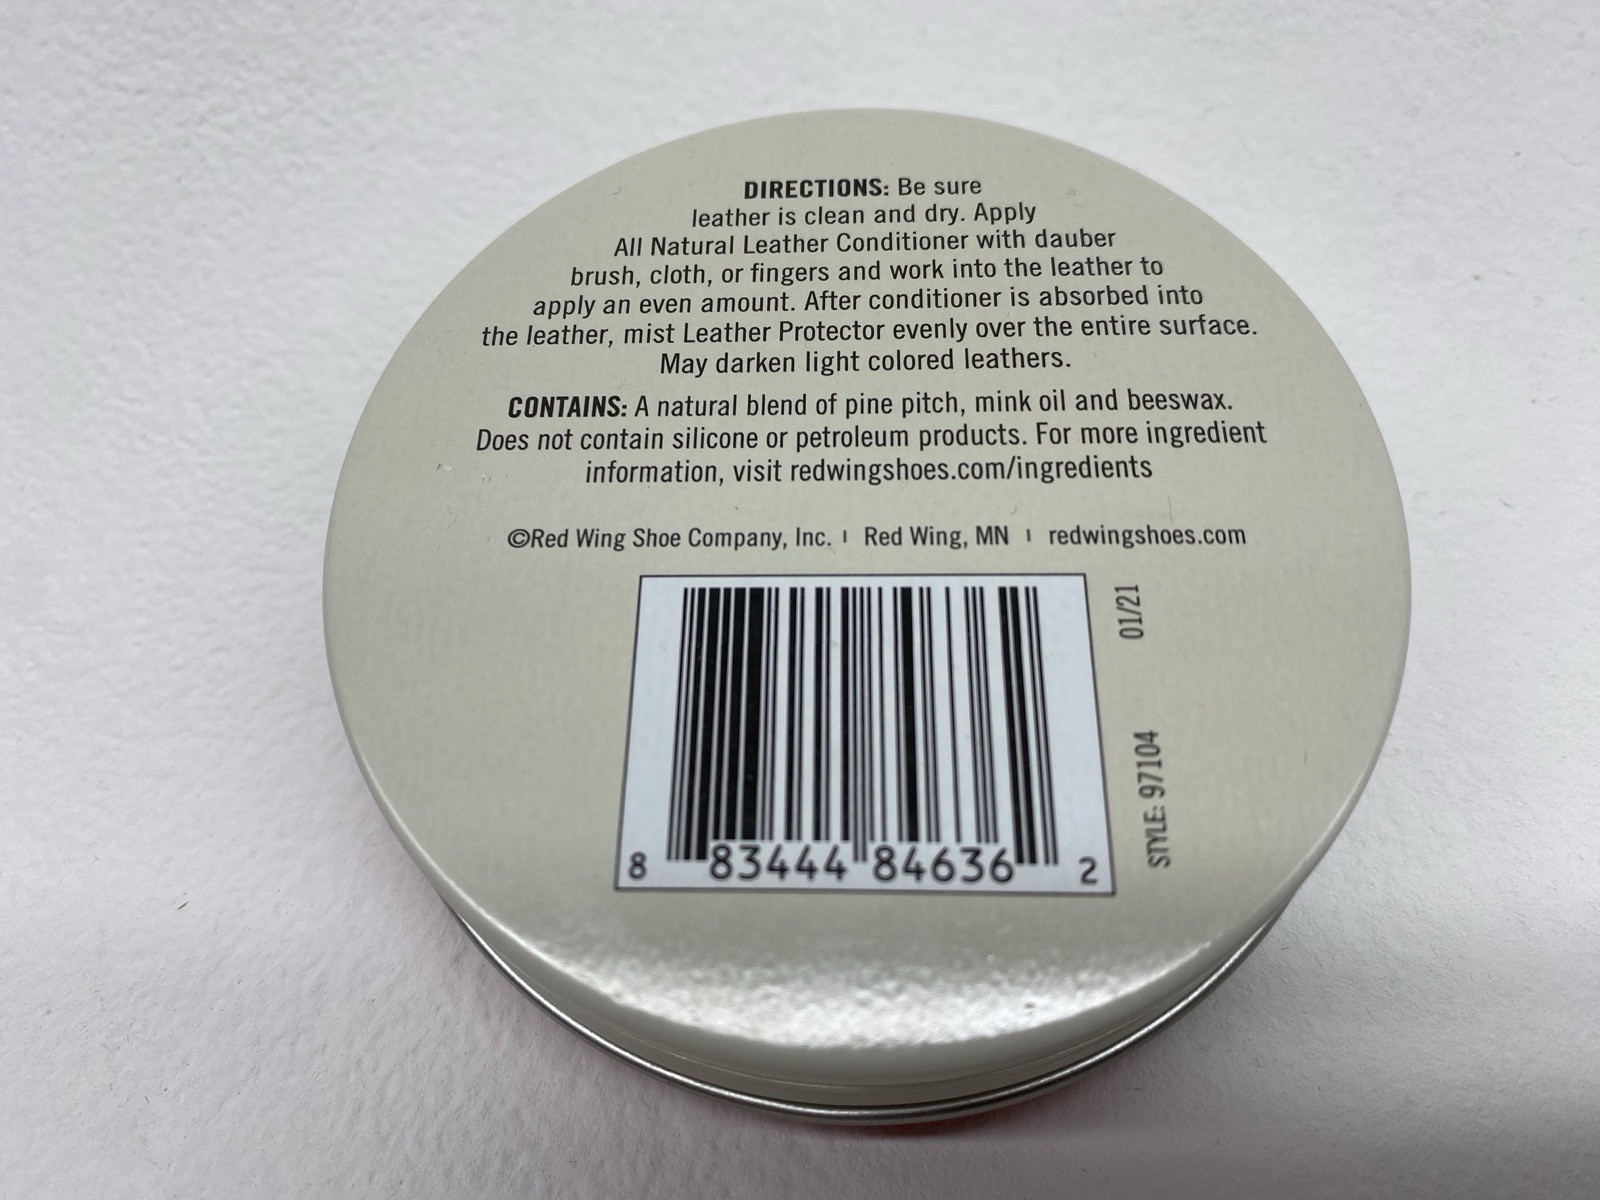 DIRECTIONS: Be sure
leather is clean and dry. Apply
All Natural Leather Conditioner with dauber
brush, cloth, or fingers and work into the leather to
apply an even amount. After conditioner is absorbed into
the leather, mist Leather Protector evenly over the entire surface.
May darken light colored leathers.
CONTAINS: A natural blend of pine pitch, mink oil and beeswax.
Does not contain silicone or petroleum products. For more ingredient
information, visit redwingshoes.com/ingredients
©Red Wing Shoe Company, Inc. | Red Wing, MN | redwingshoes.com
8 83444 84636 2
STYLE: 97104 01/21